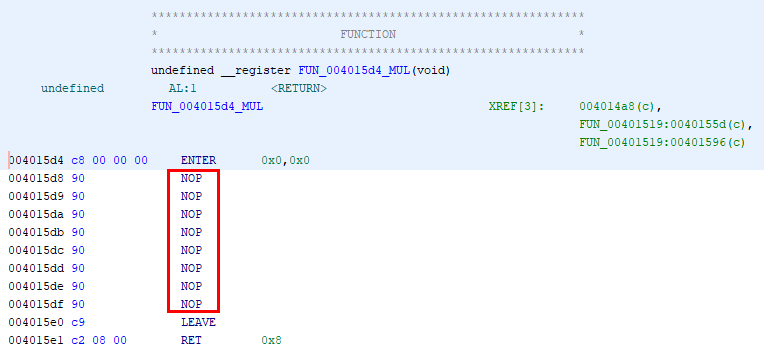 **************************************************************
* FUNCTION *
**************************************************************
undefined __register FUN_004015d4_MUL(void)
undefined AL:1 <RETURN>
FUN_004015d4_MUL XREF[3]: 004014a8(c),
FUN_00401519:0040155d(c),
FUN_00401519:00401596(c)
004015d4 c8 00 00 00 ENTER 0x0,0x0
004015d8 90 NOP
004015d9 90 NOP
004015da 90 NOP
004015db 90 NOP
004015dc 90 NOP
004015dd 90 NOP
004015de 90 NOP
004015df 90 NOP
004015e0 c9 LEAVE
004015e1 c2 08 00 RET 0x8